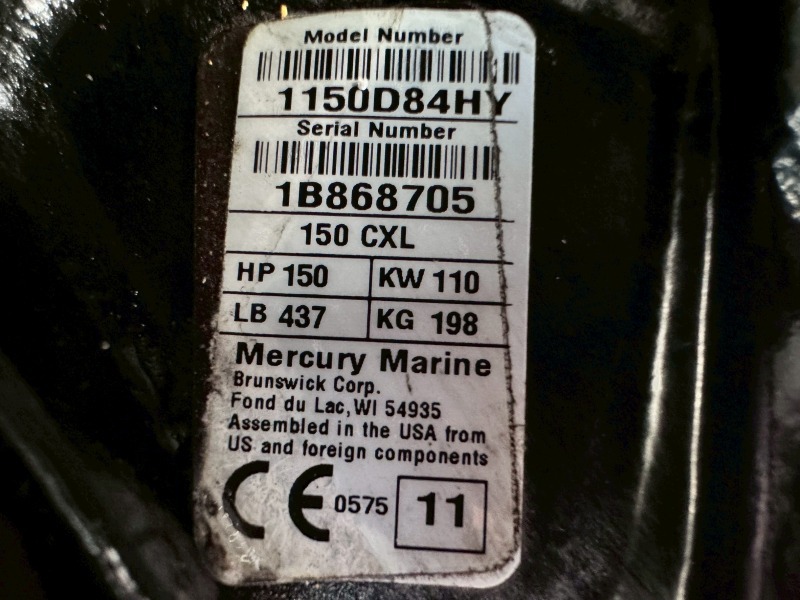 Model Number
1150D84HY
Serial Number
1B868705
150 CXL
HP 150 KW 110
LB 437 KG 198
Mercury Marine
Brunswick Corp.
Fond du Lac, WI 54935
Assembled in the USA from
US and foreign components
CE 0575 11